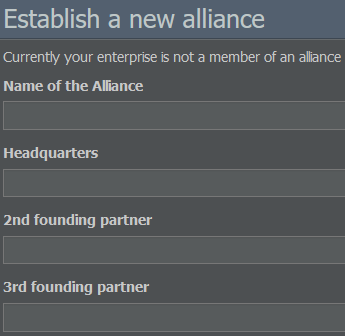 Establish a new alliance
Currently your enterprise is not a member of an alliance
Name of the Alliance
Headquarters
2nd founding partner
3rd founding partner